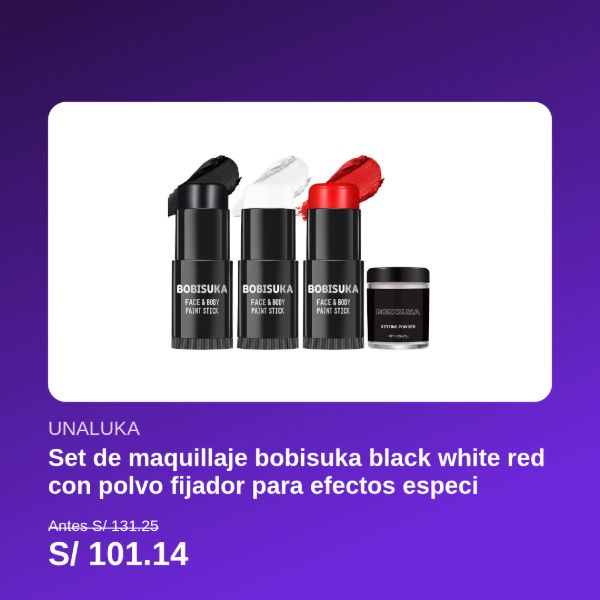 BOBISUKA BOBISUKA BOBISUKA
FACE & BODY FACE & BODY FACE & BODY
PAINT STICK PAINT STICK PAINT STICK
BOBISUKA
SETTING POWDER
UNALUKA
Set de maquillaje bobisuka black white red
con polvo fijador para efectos especi
Antes S/ 131.25
S/ 101.14